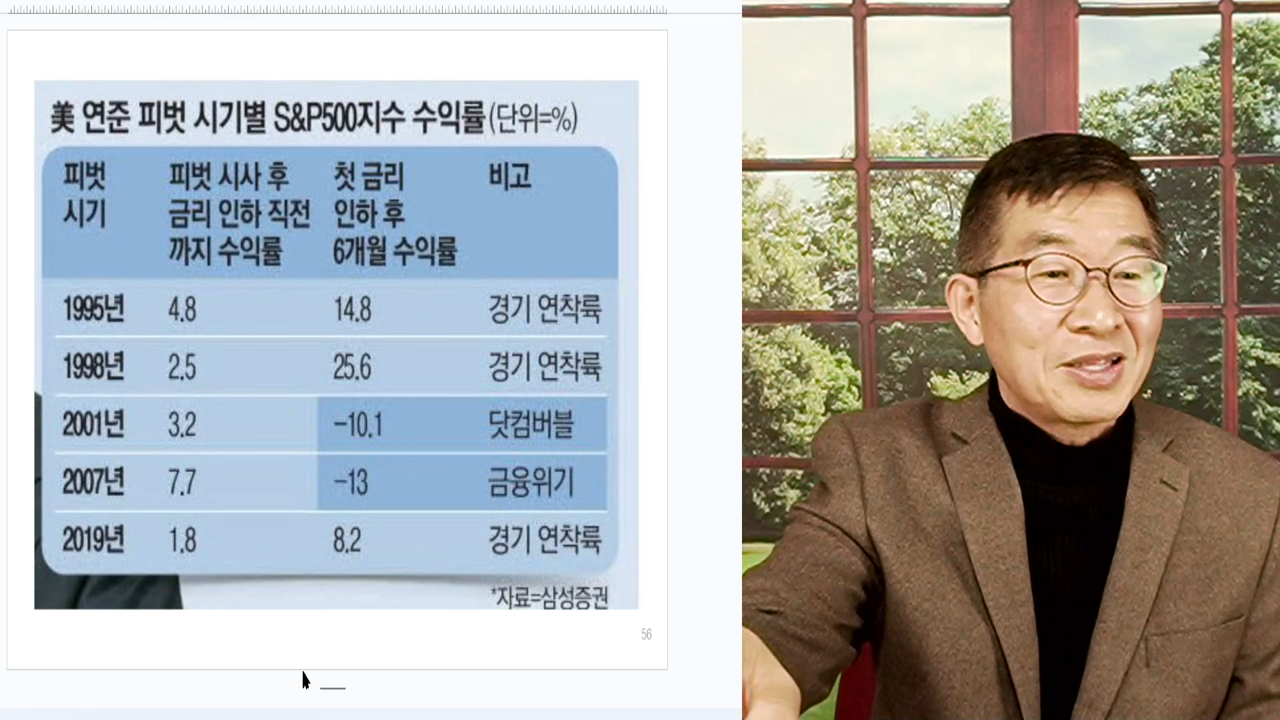 美 연준 피벗 시기별 S&P500지수 수익률(단위=%)
피벗 시기 피벗 시사 후 금리 인하 직전 까지 수익률 첫 금리 인하 후 6개월 수익률 비고
1995년 4.8 14.8 경기 연착륙
1998년 2.5 25.6 경기 연착륙
2001년 3.2 -10.1 닷컴버블
2007년 7.7 -13 금융위기
2019년 1.8 8.2 경기 연착륙
*자료=삼성증권
56